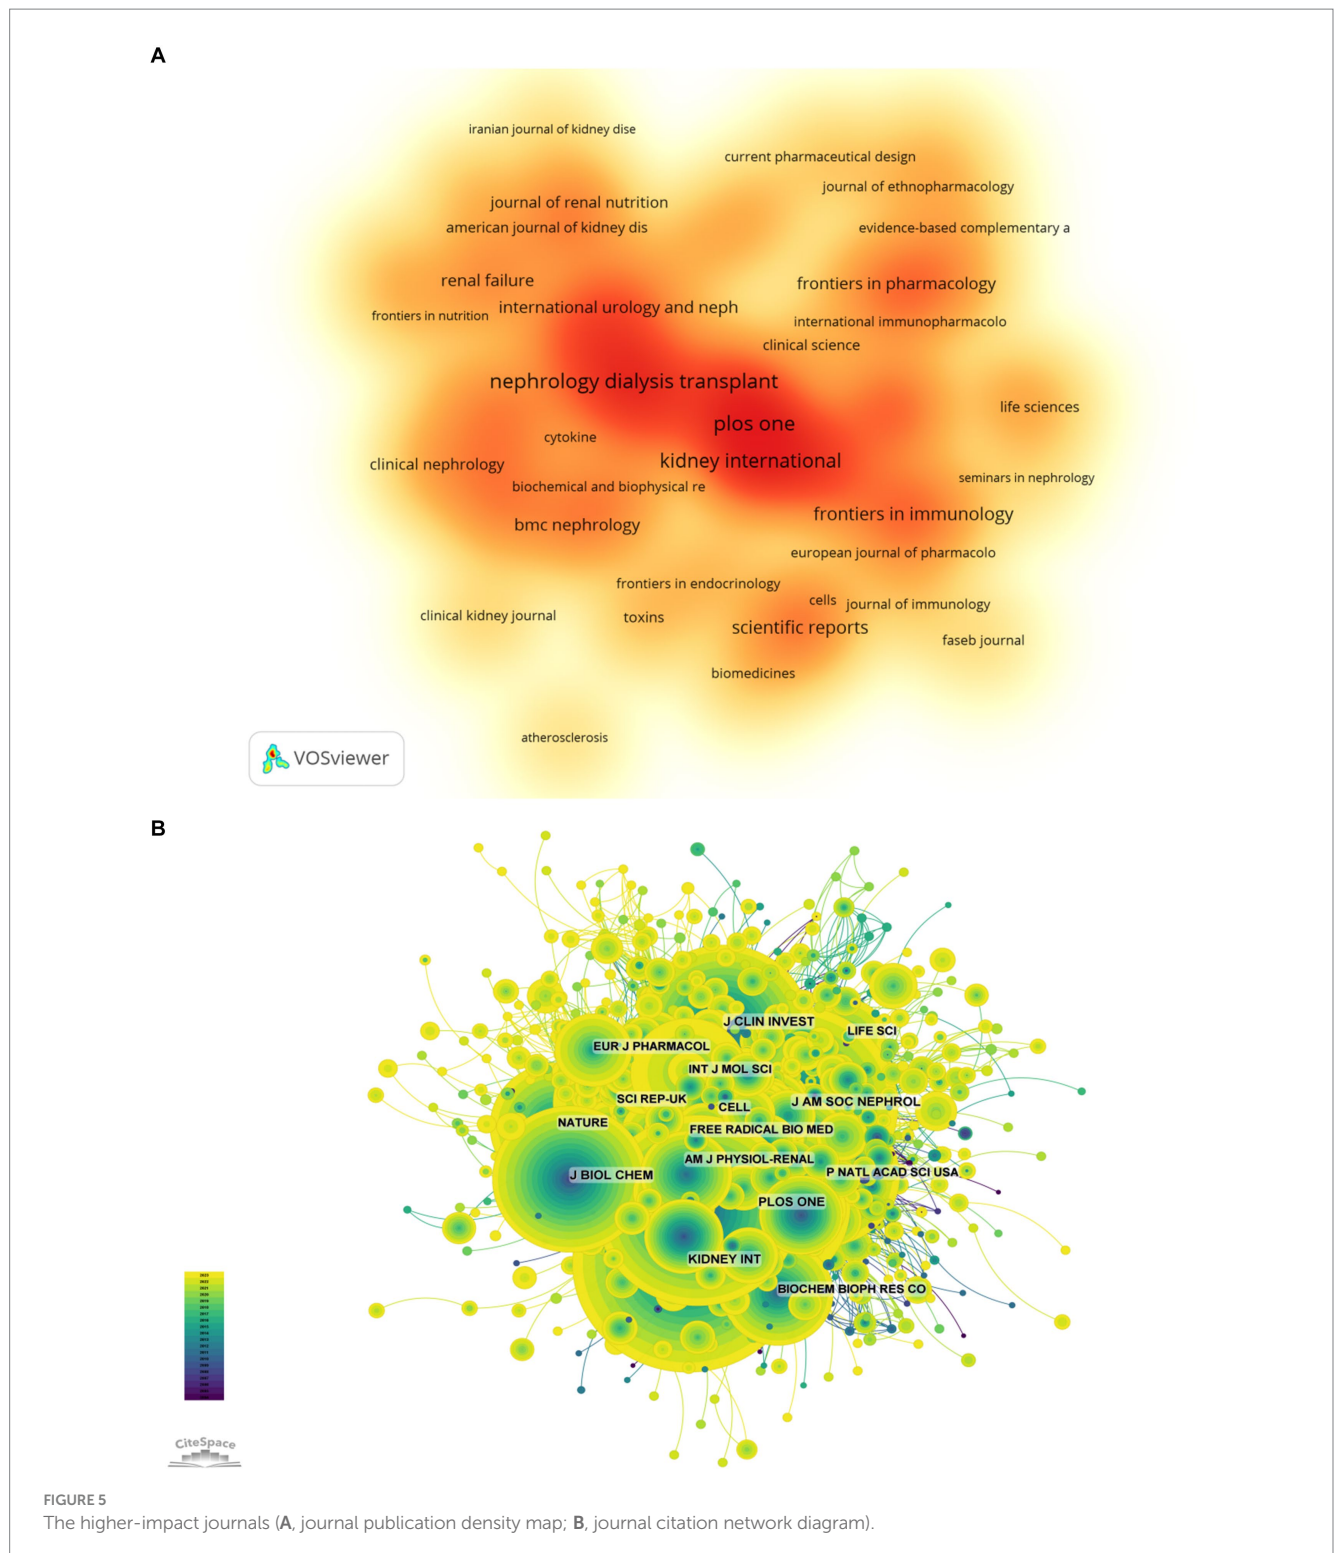 A
iranian journal of kidney dise
current pharmaceutical design
journal of ethnopharmacology
journal of renal nutrition
american journal of kidney dis
evidence-based complementary a
renal failure
frontiers in pharmacology
international urology and neph
frontiers in nutrition
international immunopharmacolo
clinical science
nephrology dialysis transplant
life sciences
plos one
cytokine
clinical nephrology
kidney international
seminars in nephrology
biochemical and biophysical re
frontiers in immunology
bmc nephrology
european journal of pharmacolo
frontiers in endocrinology
cells
journal of immunology
clinical kidney journal
toxins
scientific reports
faseb journal
biomedicines
atherosclerosis
VOSviewer
B
J CLIN INVEST
LIFE SCI
EUR J PHARMACOL
INT J MOL SCI
SCI REP-UK
CELL
J AM SOC NEPHROL
NATURE
FREE RADICAL BIO MED
AM J PHYSIOL-RENAL
J BIOL CHEM
P NATL ACAD SCI USA
PLOS ONE
KIDNEY INT
BIOCHEM BIOPH RES CO
CiteSpace
FIGURE 5
The higher-impact journals (A, journal publication density map; B, journal citation network diagram).